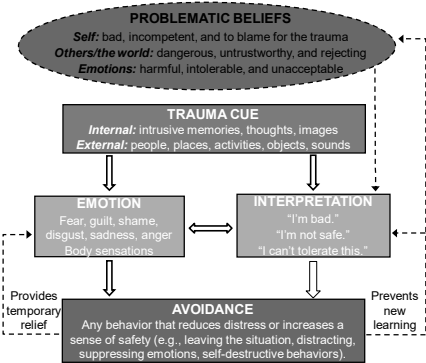 PROBLEMATIC BELIEFS
Self: bad, incompetent, and to blame for the trauma
Others/the world: dangerous, untrustworthy, and rejecting
Emotions: harmful, intolerable, and unacceptable
TRAUMA CUE
Internal: intrusive memories, thoughts, images
External: people, places, activities, objects, sounds
EMOTION
Fear, guilt, shame,
disgust, sadness, anger
Body sensations
INTERPRETATION
“I’m bad.”
“I’m not safe.”
“I can’t tolerate this.”
Provides
temporary
relief
AVOIDANCE
Any behavior that reduces distress or increases a
sense of safety (e.g., leaving the situation, distracting,
suppressing emotions, self-destructive behaviors).
Prevents
new
learning